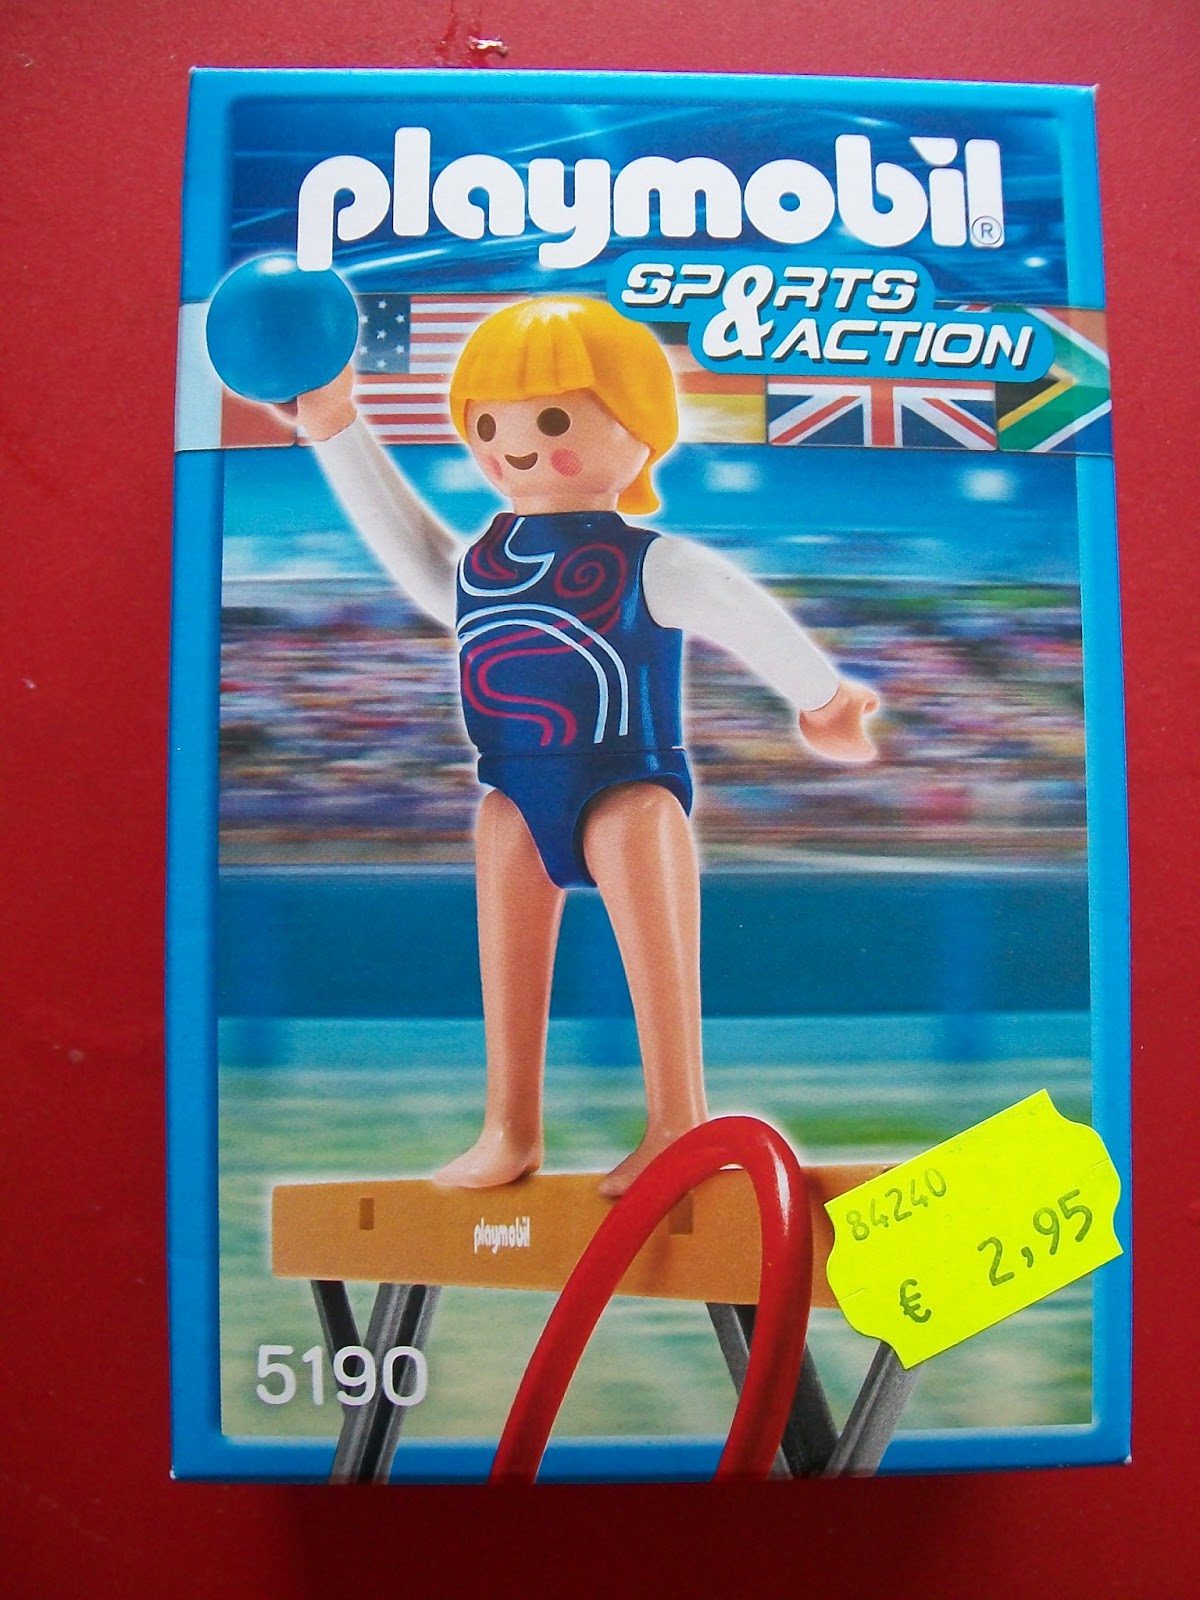 playmobil®
SPORTS
&ACTION
playmobil
84240
€ 2,95
5190